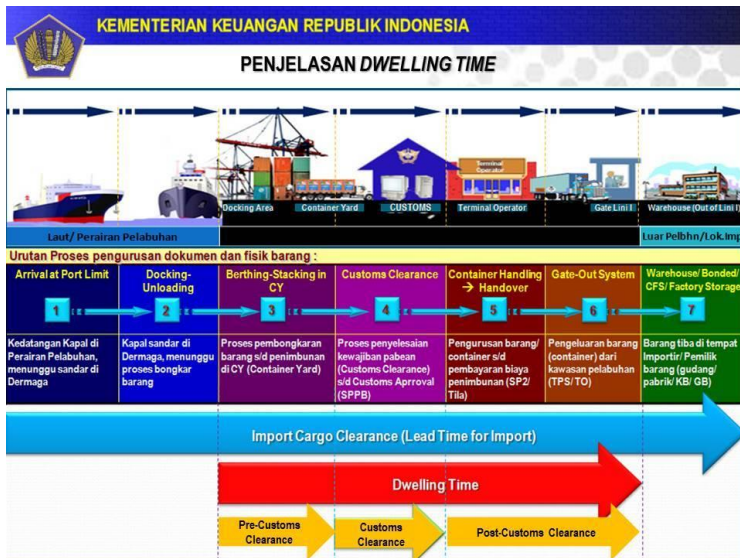 KEMENTERIAN KEUANGAN REPUBLIK INDONESIA
PENJELASAN DWELLING TIME
Terminal Operator
Docking Area
Container Yard
CUSTOMS
Terminal Operator
Gate Lini I
Warehouse (Out of Lini I)
Laut/ Perairan Pelabuhan
Luar Pelbhn/Lok.Imp
Urutan Proses pengurusan dokumen dan fisik barang :
Arrival at Port Limit
1
Kedatangan Kapal di
Perairan Pelabuhan,
menunggu sandar di
Dermaga
Docking-
Unloading
2
Kapal sandar di
Dermaga, menunggu
proses bongkar
barang
Berthing-Stacking in
CY
3
Proses pembongkaran
barang s/d penimbunan
di CY (Container Yard)
Customs Clearance
4
Proses penyelesaian
kewajiban pabean
(Customs Clearance)
s/d Customs Aprroval
(SPPB)
Container Handling
→ Handover
5
Pengurusan barang/
container s/d
pembayaran biaya
penimbunan (SP2/
Tila)
Gate-Out System
6
Pengeluaran barang
(container) dari
kawasan pelabuhan
(TPS/ TO)
Warehouse/ Bonded/
CFS/ Factory Storage
7
Barang tiba di tempat
Importir/ Pemilik
barang (gudang/
pabrik/ KB/ GB)
Import Cargo Clearance (Lead Time for Import)
Dwelling Time
Pre-Customs
Clearance
Customs
Clearance
Post-Customs Clearance